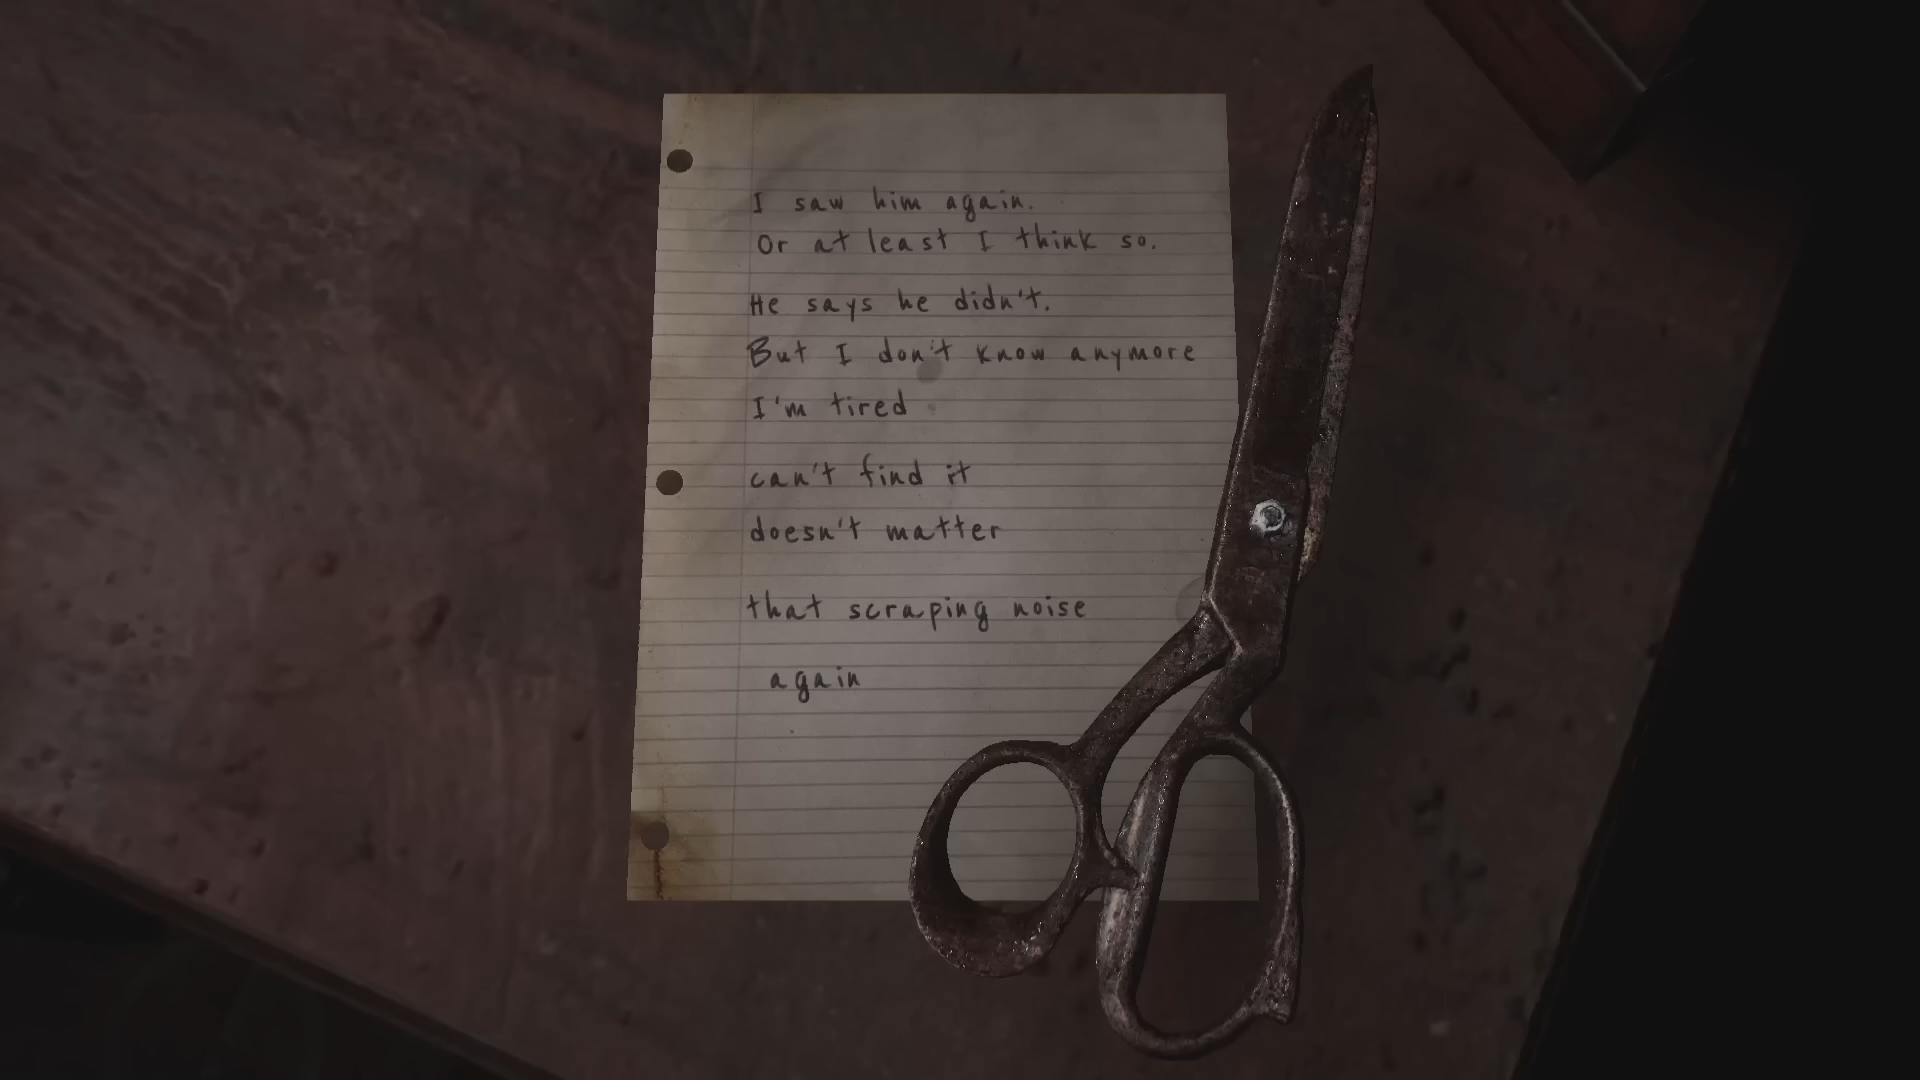 I saw him again.
Or at least I think so.
He says he didn't.
But I don't know anymore
I'm tired
can't find it
doesn't matter
that scraping noise
again